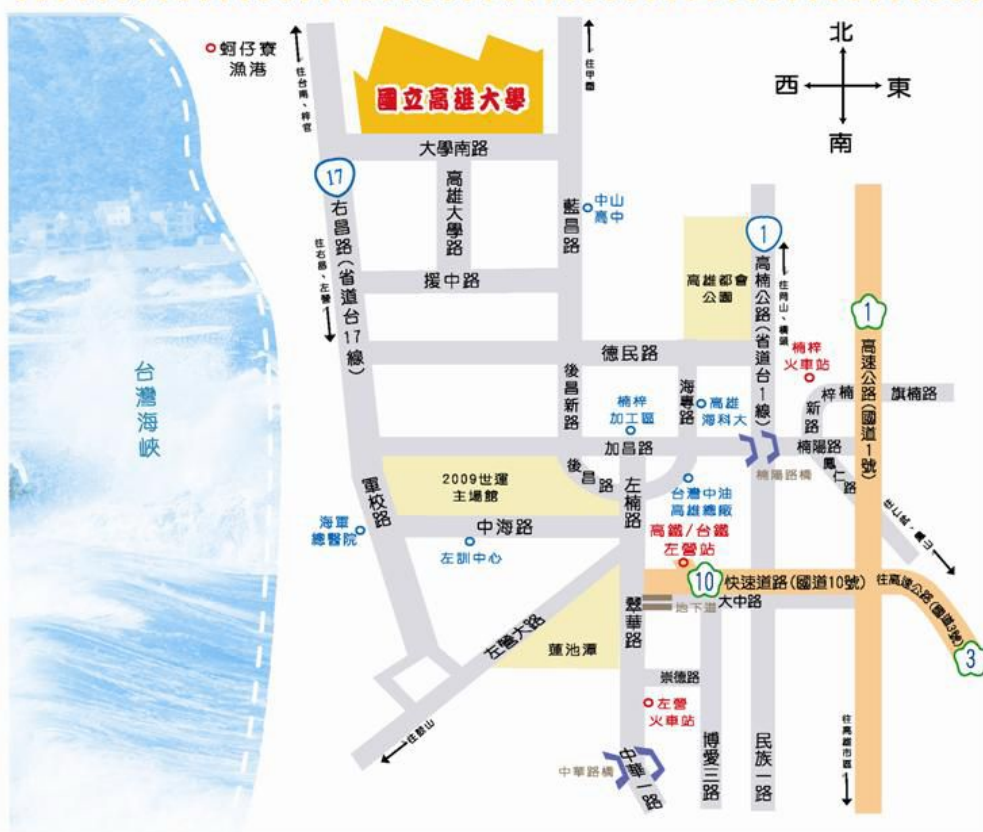 北
西
東
南
蚵仔寮
漁港
往台南、梓官
國立高雄大學
往甲圍
大學南路
17
右昌路(省道台17線)
往右昌、左營
高雄大學路
藍昌路
中山
高中
援中路
高雄都會
公園
1
高楠公路(省道台1線)
往岡山、橋頭
1
高速公路(國道1號)
台灣海峽
德民路
楠梓
火車站
後昌新路
海專路
楠梓
加工區
高雄
海科大
梓楠
新路
旗楠路
加昌路
楠陽路
楠陽路橋
鳳仁路
往仁武、鳳山
軍校路
2009世運
主場館
後昌路
左楠路
台灣中油
高雄總廠
海軍
總醫院
中海路
左訓中心
高鐵/台鐵
左營站
10
快速道路(國道10號)
往高速公路(國道3號)
3
地下道
大中路
翠華路
左營大路
蓮池潭
崇德路
左營
火車站
往鼓山
中華路橋
中華一路
博愛三路
民族一路
往高雄市區